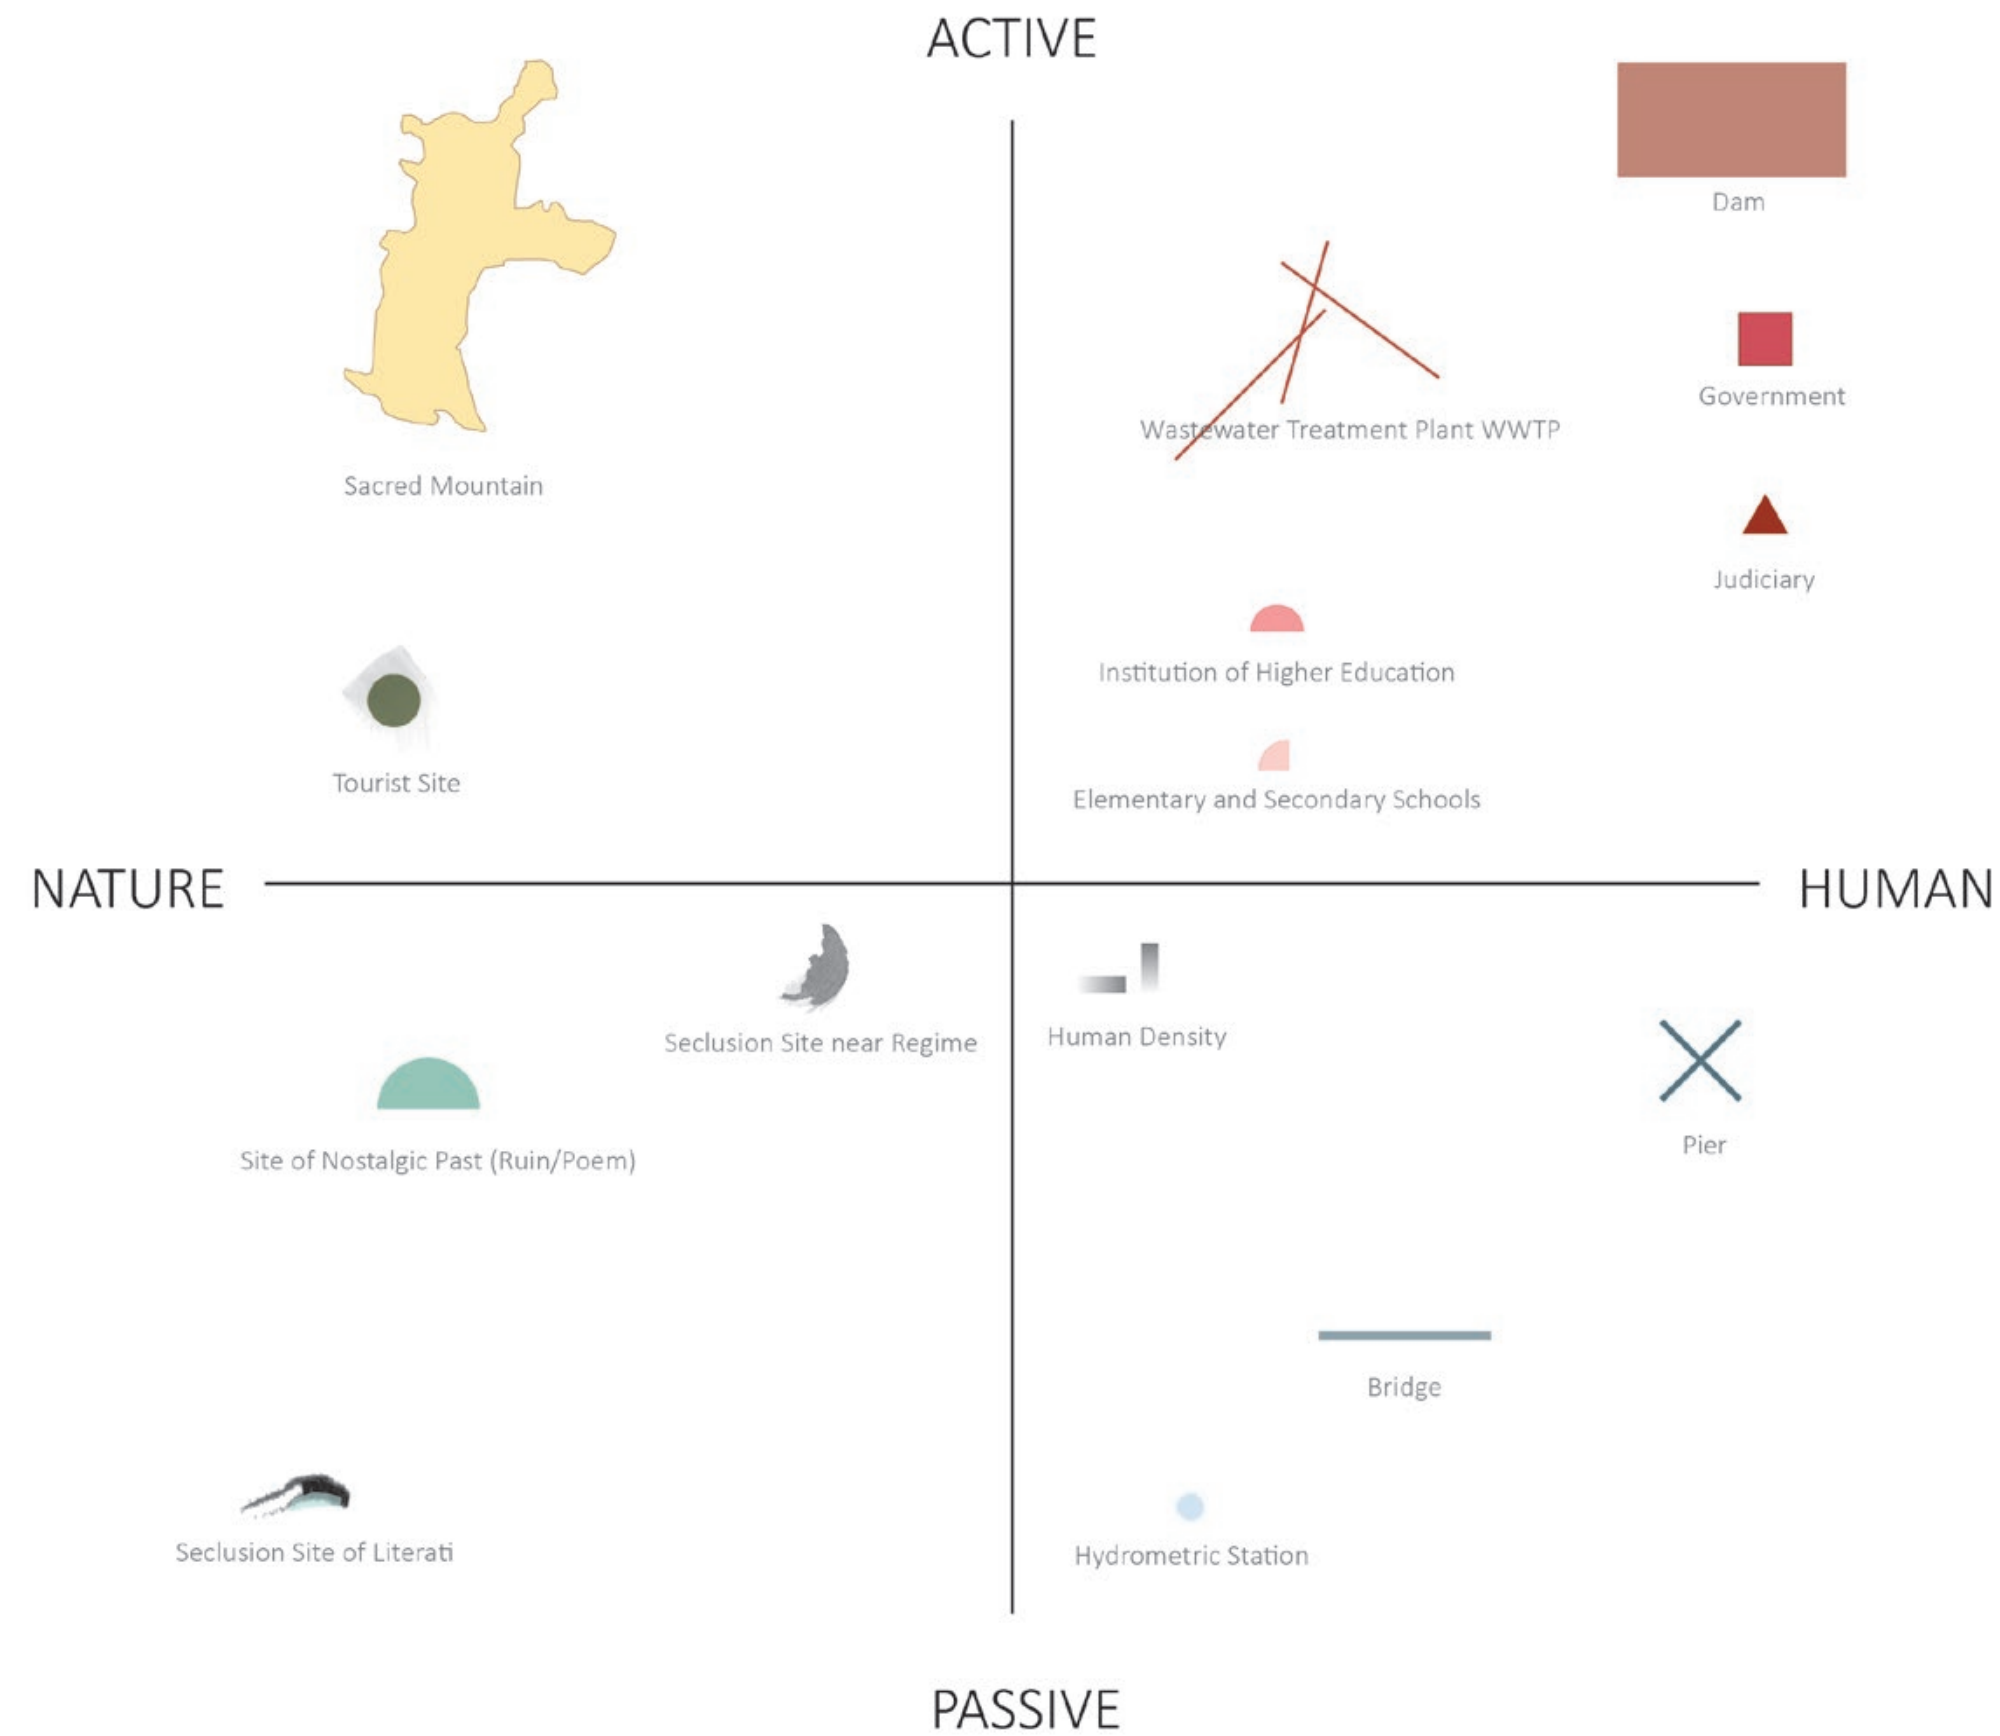 ACTIVE
Dam
Government
Wastewater Treatment Plant WWTP
Sacred Mountain
Judiciary
Institution of Higher Education
Tourist Site
Elementary and Secondary Schools
NATURE
HUMAN
Seclusion Site near Regime
Human Density
Pier
Site of Nostalgic Past (Ruin/Poem)
Bridge
Seclusion Site of Literati
Hydrometric Station
PASSIVE